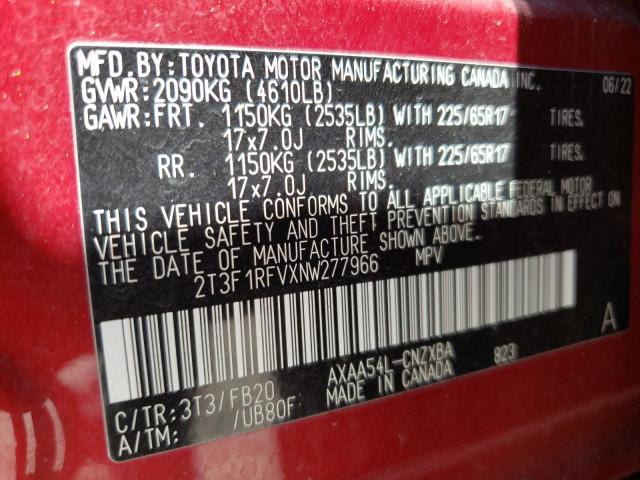 MFD. BY: TOYOTA MOTOR MANUFACTURING CANADA INC. 06/22
GVWR: 2090KG (4610LB)
GAWR: FRT. 1150KG (2535LB) WITH 225/65R17 TIRES.
17x7.0J RIMS.
RR. 1150KG (2535LB) WITH 225/65R17 TIRES.
17x7.0J RIMS.
THIS VEHICLE CONFORMS TO ALL APPLICABLE FEDERAL MOTOR
VEHICLE SAFETY AND THEFT PREVENTION STANDARDS IN EFFECT ON
THE DATE OF MANUFACTURE SHOWN ABOVE.
2T3F1RFVXNW277966 MPV
A
C/TR: 3T3/FB20 AXAA54L-CNZXBA 823
A/TM: /UB80F MADE IN CANADA